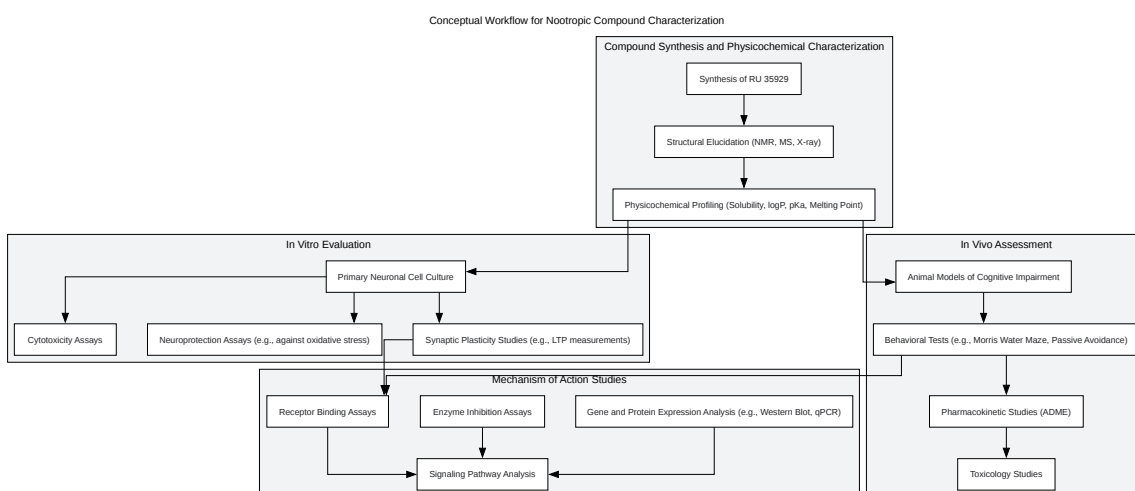 Conceptual Workflow for Nootropic Compound Characterization
Compound Synthesis and Physicochemical Characterization
Synthesis of RU 35929
Structural Elucidation (NMR, MS, X-ray)
Physicochemical Profiling (Solubility, logP, pKa, Melting Point)
In Vitro Evaluation
Primary Neuronal Cell Culture
Cytotoxicity Assays
Neuroprotection Assays (e.g., against oxidative stress)
Synaptic Plasticity Studies (e.g., LTP measurements)
In Vivo Assessment
Animal Models of Cognitive Impairment
Behavioral Tests (e.g., Morris Water Maze, Passive Avoidance)
Pharmacokinetic Studies (ADME)
Toxicology Studies
Mechanism of Action Studies
Receptor Binding Assays
Enzyme Inhibition Assays
Gene and Protein Expression Analysis (e.g., Western Blot, qPCR)
Signaling Pathway Analysis